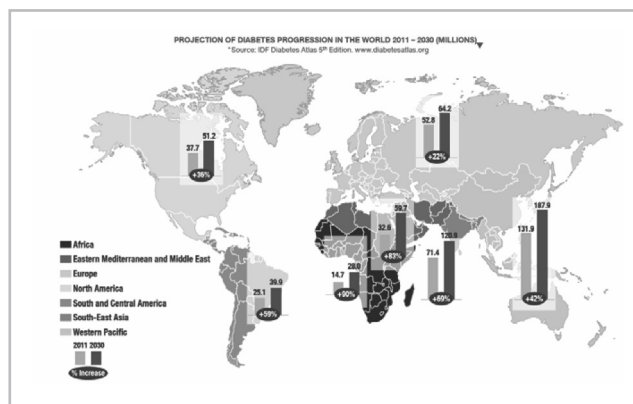 PROJECTION OF DIABETES PROGRESSION IN THE WORLD 2011 – 2030 (MILLIONS)
*Source: IDF Diabetes Atlas 5th Edition. www.diabetesatlas.org
37.7 51.2
+36%
52.8 64.2
+22%
32.6 59.7
+83%
131.9 187.9
+42%
71.4 120.9
+69%
14.7 28.0
+90%
25.1 39.9
+59%
Africa
Eastern Mediterranean and Middle East
Europe
North America
South and Central America
South-East Asia
Western Pacific
2011 2030
% Increase